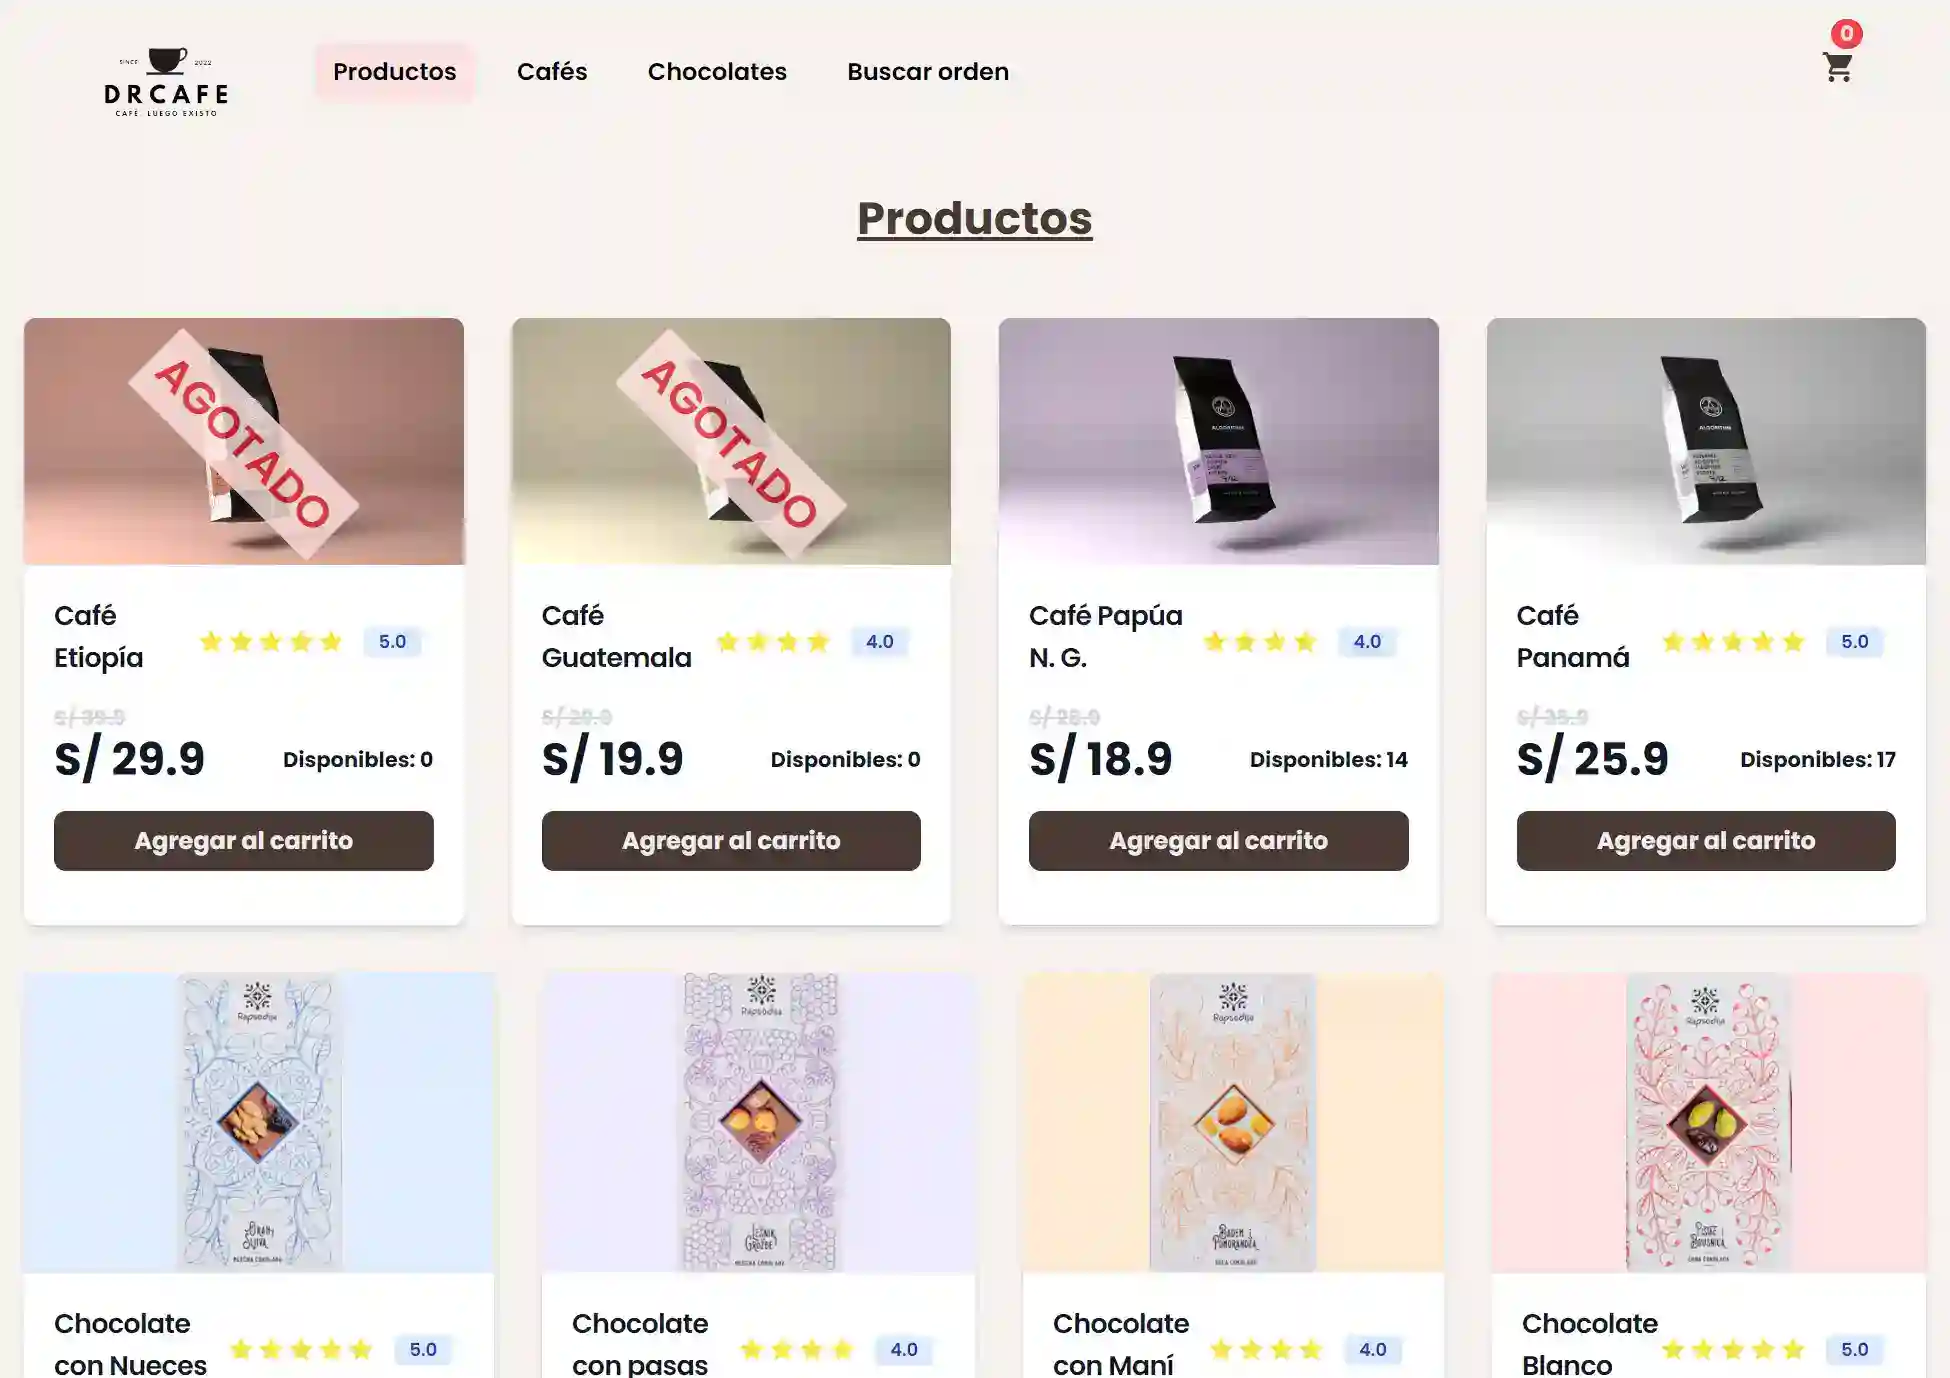 SINCE 2022
DRCAFE
CAFÉ, LUEGO EXISTO
Productos
Cafés
Chocolates
Buscar orden
0
Productos
AGOTADO
AGOTADO
ALGORITHM
ALGORITHM
Café
Etiopía
5.0
S/ 39.9
S/ 29.9
Disponibles: 0
Agregar al carrito
Café
Guatemala
4.0
S/ 29.9
S/ 19.9
Disponibles: 0
Agregar al carrito
Café Papúa
N. G.
4.0
S/ 28.9
S/ 18.9
Disponibles: 14
Agregar al carrito
Café
Panamá
5.0
S/ 35.9
S/ 25.9
Disponibles: 17
Agregar al carrito
Rapsodija
Rapsodija
Rapsodija
Rapsodija
Chocolate
con Nueces
5.0
Chocolate
con pasas
4.0
Chocolate
con Maní
4.0
Chocolate
Blanco
5.0